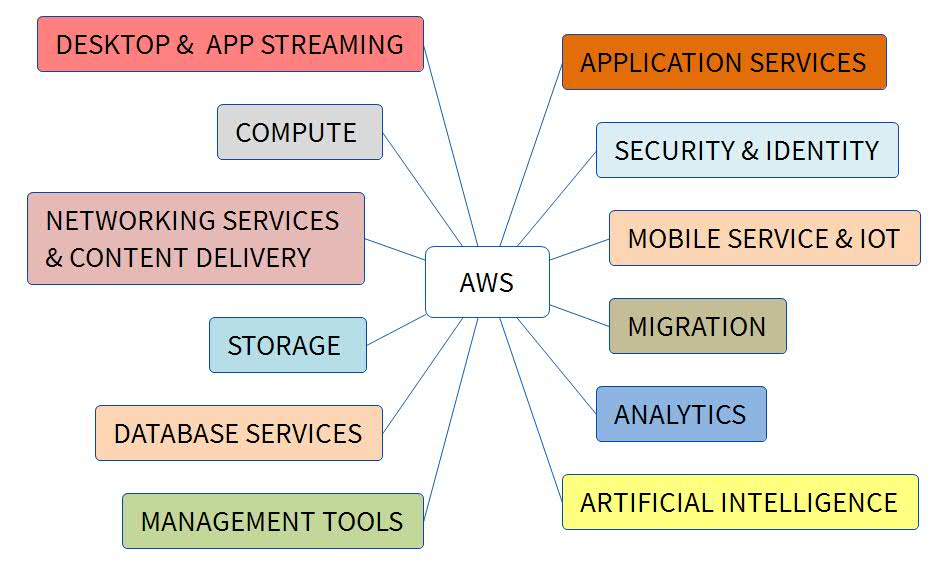 DESKTOP & APP STREAMING
COMPUTE
NETWORKING SERVICES
& CONTENT DELIVERY
STORAGE
DATABASE SERVICES
MANAGEMENT TOOLS
AWS
APPLICATION SERVICES
SECURITY & IDENTITY
MOBILE SERVICE & IOT
MIGRATION
ANALYTICS
ARTIFICIAL INTELLIGENCE